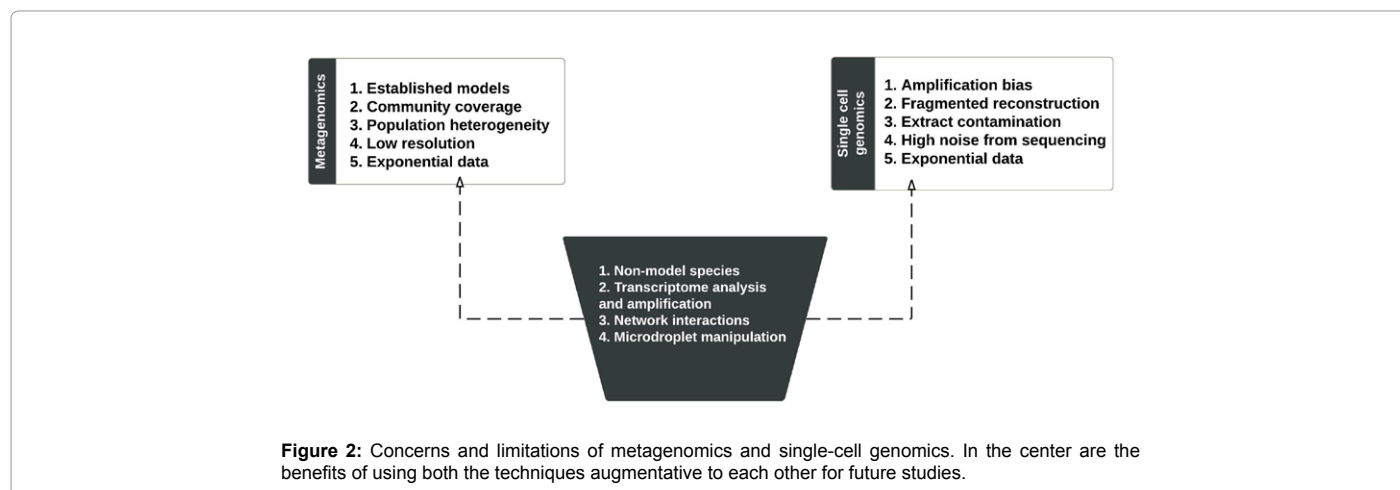 Metagenomics
1. Established models
2. Community coverage
3. Population heterogeneity
4. Low resolution
5. Exponential data
Single cell
genomics
1. Amplification bias
2. Fragmented reconstruction
3. Extract contamination
4. High noise from sequencing
5. Exponential data
1. Non-model species
2. Transcriptome analysis
and amplification
3. Network interactions
4. Microdroplet manipulation
Figure 2: Concerns and limitations of metagenomics and single-cell genomics. In the center are the
benefits of using both the techniques augmentative to each other for future studies.